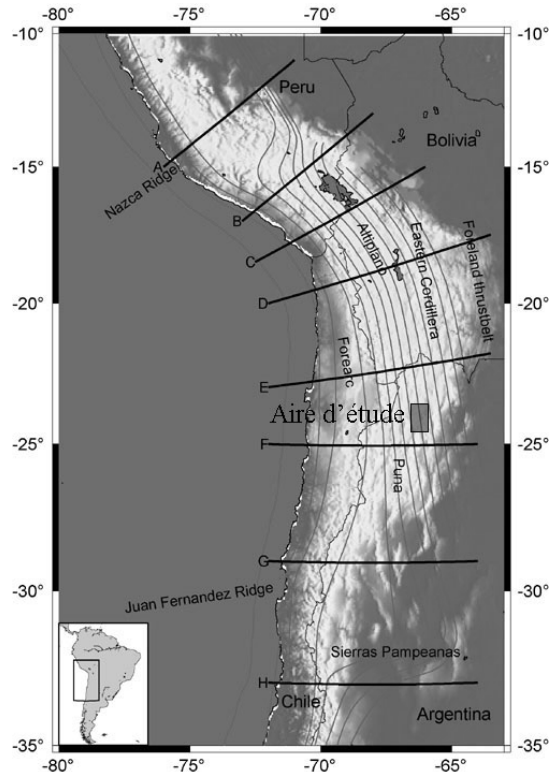 -80° -75° -70° -65°
-10°
Peru
Bolivia
A
Nazca Ridge
-15°
B
C
Altiplano
Eastern Cordillera
Foreland thrustbelt
D
-20°
Forearc
E
Aire d'étude
F
-25°
Puna
G
Juan Fernandez Ridge
-30°
Sierras Pampeanas
H
Chile
Argentina
-35°
-10°
-15°
-20°
-25°
-30°
-35°
-80° -75° -70° -65°